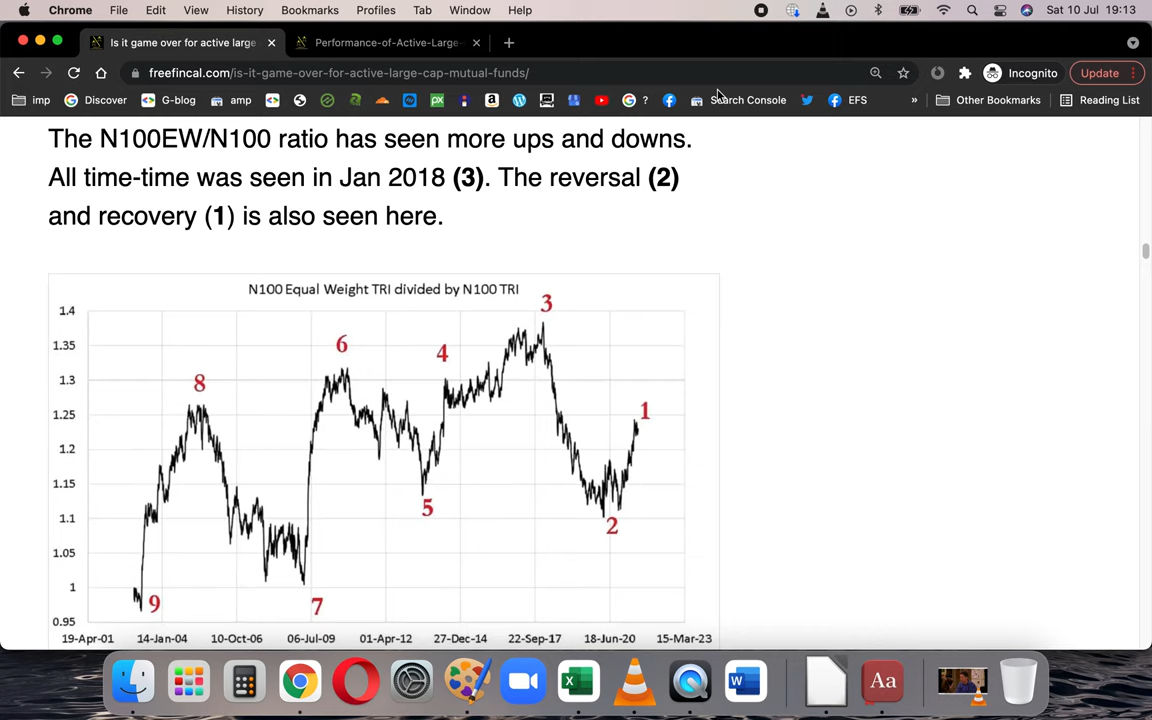 Chrome File Edit View History Bookmarks Profiles Tab Window Help Sat 10 Jul 19:13
Is it game over for active large Performance-of-Active-Large-
freefincal.com/is-it-game-over-for-active-large-cap-mutual-funds/ Incognito Update
imp Discover G-blog amp ? Search Console EFS » Other Bookmarks Reading List
The N100EW/N100 ratio has seen more ups and downs.
All time-time was seen in Jan 2018 (3). The reversal (2)
and recovery (1) is also seen here.
N100 Equal Weight TRI divided by N100 TRI
1.4
1.35
1.3
1.25
1.2
1.15
1.1
1.05
1
0.95
9
8
7
6
5
4
3
2
1
19-Apr-01 14-Jan-04 10-Oct-06 06-Jul-09 01-Apr-12 27-Dec-14 22-Sep-17 18-Jun-20 15-Mar-23
W
Aa